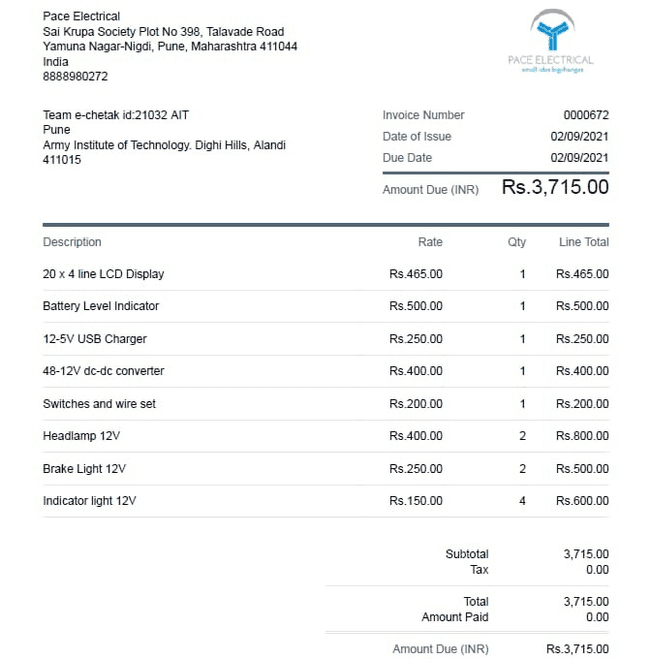 Pace Electrical
Sai Krupa Society Plot No 398, Talavade Road
Yamuna Nagar-Nigdi, Pune, Maharashtra 411044
India
8888980272
PACE ELECTRICAL
small idea big changes
Team e-chetak id:21032 AIT
Pune
Army Institute of Technology. Dighi Hills, Alandi
411015
Invoice Number 0000672
Date of Issue 02/09/2021
Due Date 02/09/2021
Amount Due (INR) Rs.3,715.00
Description Rate Qty Line Total
20 x 4 line LCD Display Rs.465.00 1 Rs.465.00
Battery Level Indicator Rs.500.00 1 Rs.500.00
12-5V USB Charger Rs.250.00 1 Rs.250.00
48-12V dc-dc converter Rs.400.00 1 Rs.400.00
Switches and wire set Rs.200.00 1 Rs.200.00
Headlamp 12V Rs.400.00 2 Rs.800.00
Brake Light 12V Rs.250.00 2 Rs.500.00
Indicator light 12V Rs.150.00 4 Rs.600.00
Subtotal 3,715.00
Tax 0.00
Total 3,715.00
Amount Paid 0.00
Amount Due (INR) Rs.3,715.00